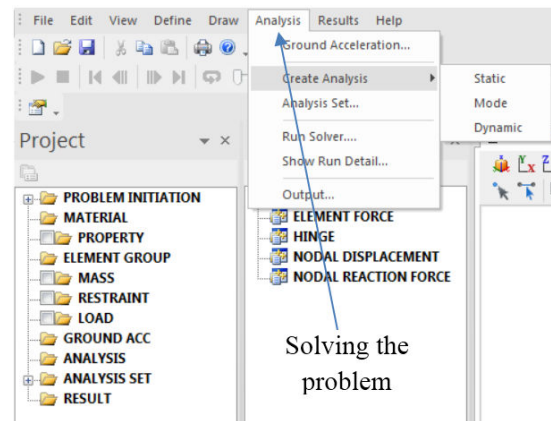 File Edit View Define Draw Analysis Results Help
Ground Acceleration...
Create Analysis
Static
Analysis Set...
Mode
Dynamic
Run Solver....
Show Run Detail...
Output...
Project
PROBLEM INITIATION
MATERIAL
PROPERTY
ELEMENT GROUP
MASS
RESTRAINT
LOAD
GROUND ACC
ANALYSIS
ANALYSIS SET
RESULT
ELEMENT FORCE
HINGE
NODAL DISPLACEMENT
NODAL REACTION FORCE
Solving the
problem